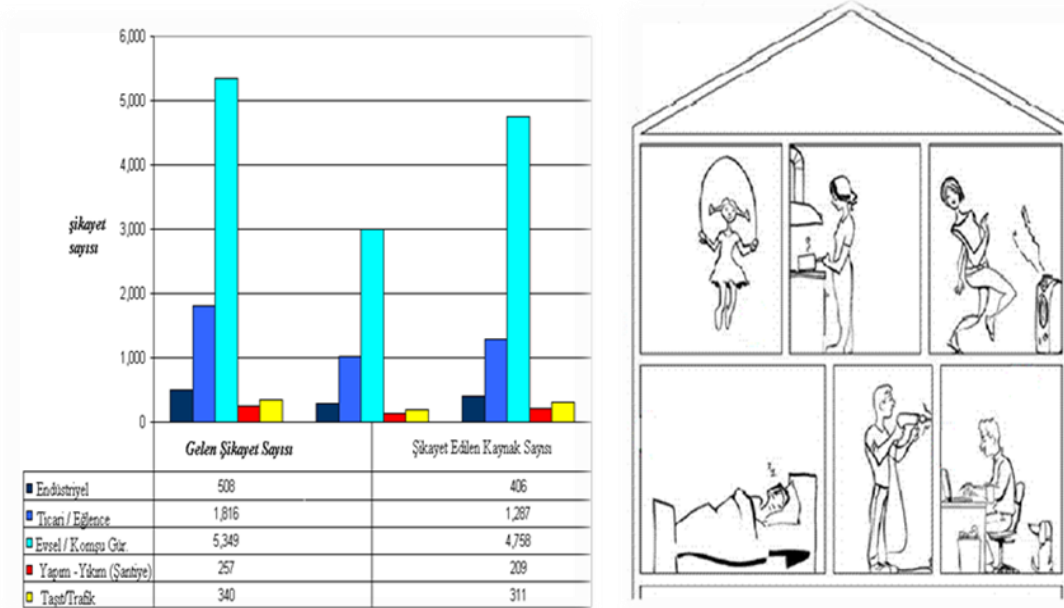 6,000
5,000
4,000
şikayet
sayısı
3,000
2,000
1,000
0
Gelen Şikayet Sayısı Şikayet Edilen Kaynak Sayısı
Endüstriyel 508 406
Ticari / Eğlence 1,816 1,287
Evsel / Komşu Gür. 5,349 4,758
Yapım - Yıkım (Şantiye) 257 209
Taşıt/Trafik 340 311